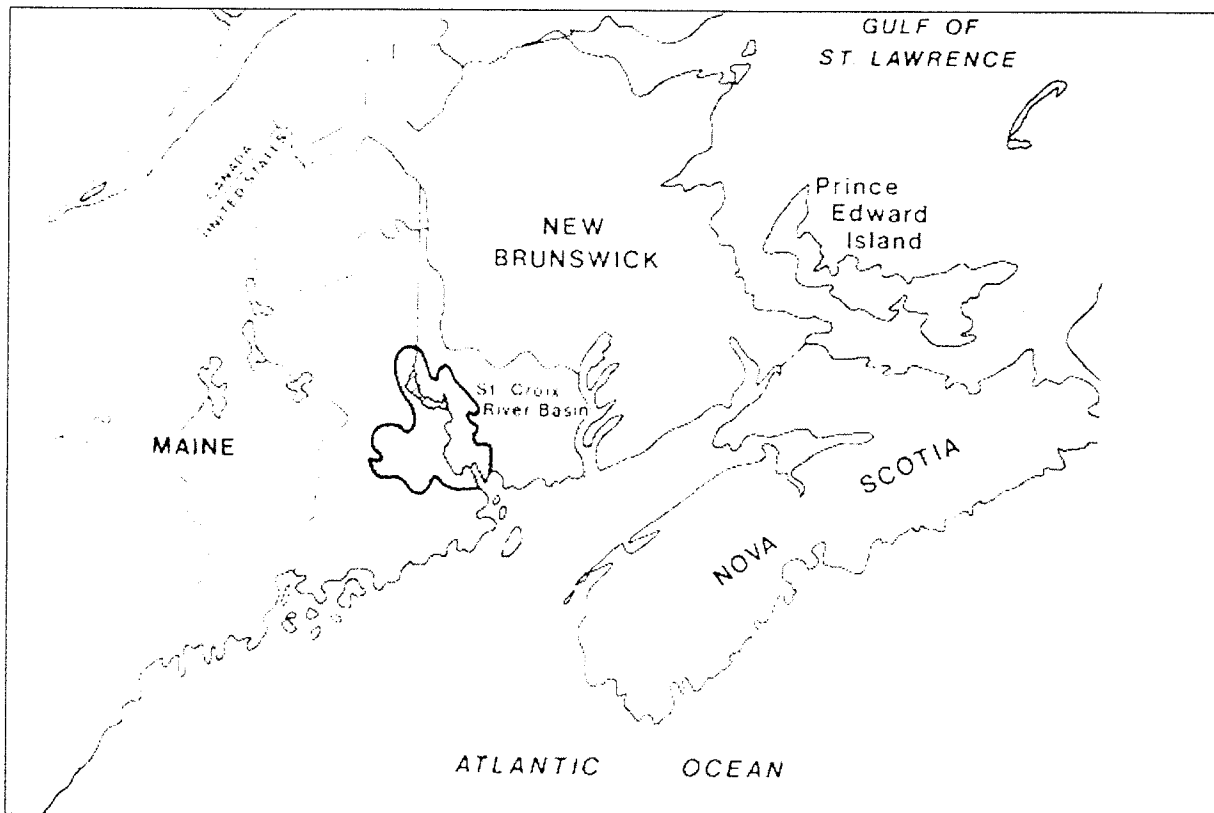 GULF OF
ST. LAWRENCE
CANADA
UNITED STATES
Prince
Edward
Island
NEW
BRUNSWICK
St. Croix
River Basin
MAINE
NOVA SCOTIA
ATLANTIC OCEAN